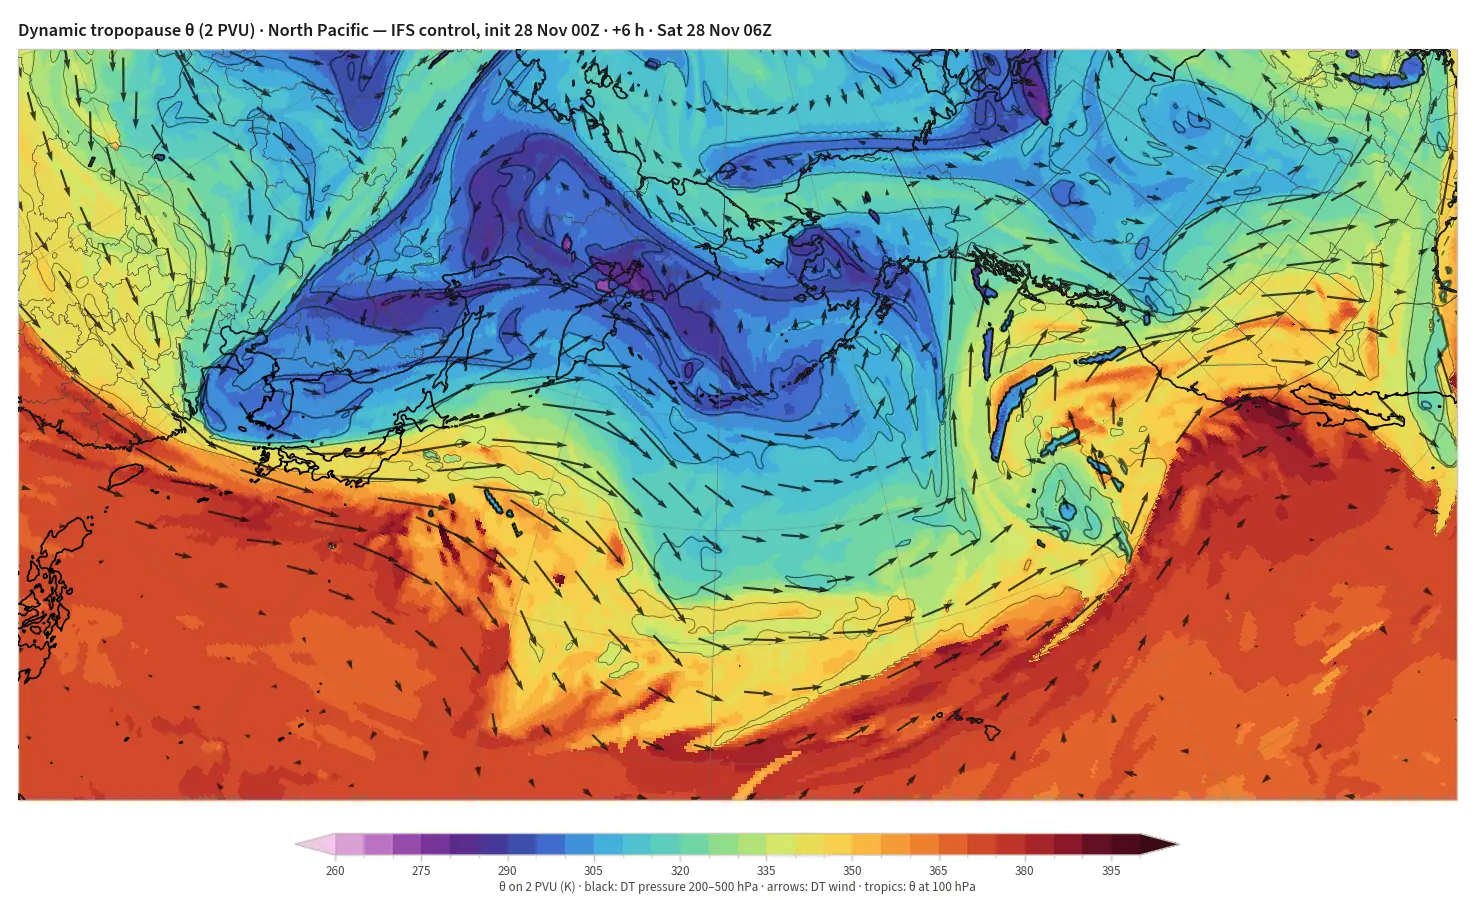 Dynamic tropopause θ (2 PVU) · North Pacific — IFS control, init 28 Nov 00Z · +6 h · Sat 28 Nov 06Z
260 275 290 305 320 335 350 365 380 395
θ on 2 PVU (K) · black: DT pressure 200–500 hPa · arrows: DT wind · tropics: θ at 100 hPa